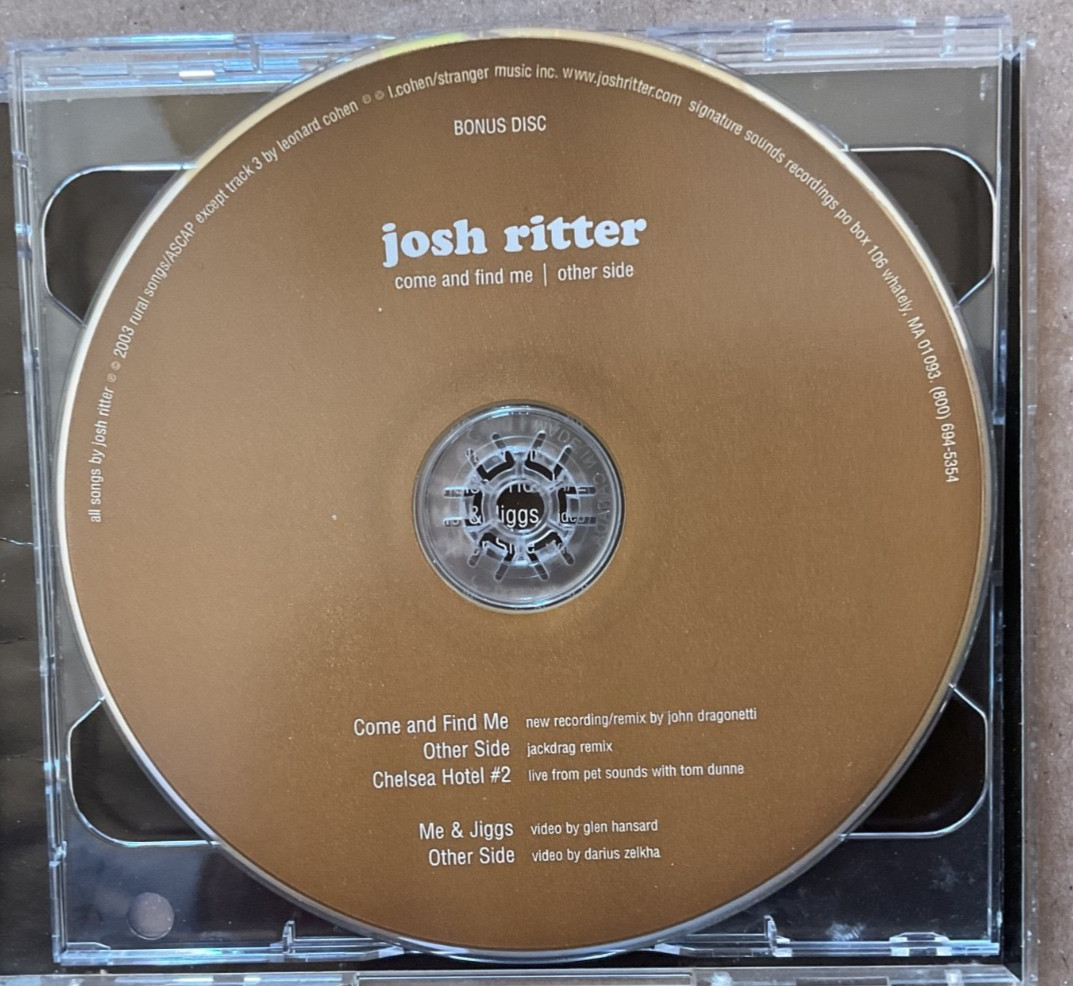 all songs by josh ritter ℗ © 2003 rural songs/ASCAP except track 3 by leonard cohen ℗ © l.cohen/stranger music inc. www.joshritter.com signature sounds recordings po box 106 whately, MA 01093. (800) 694-5354
BONUS DISC
josh ritter
come and find me | other side
& Jiggs
Come and Find Me new recording/remix by john dragonetti
Other Side jackdrag remix
Chelsea Hotel #2 live from pet sounds with tom dunne
Me & Jiggs video by glen hansard
Other Side video by darius zelkha